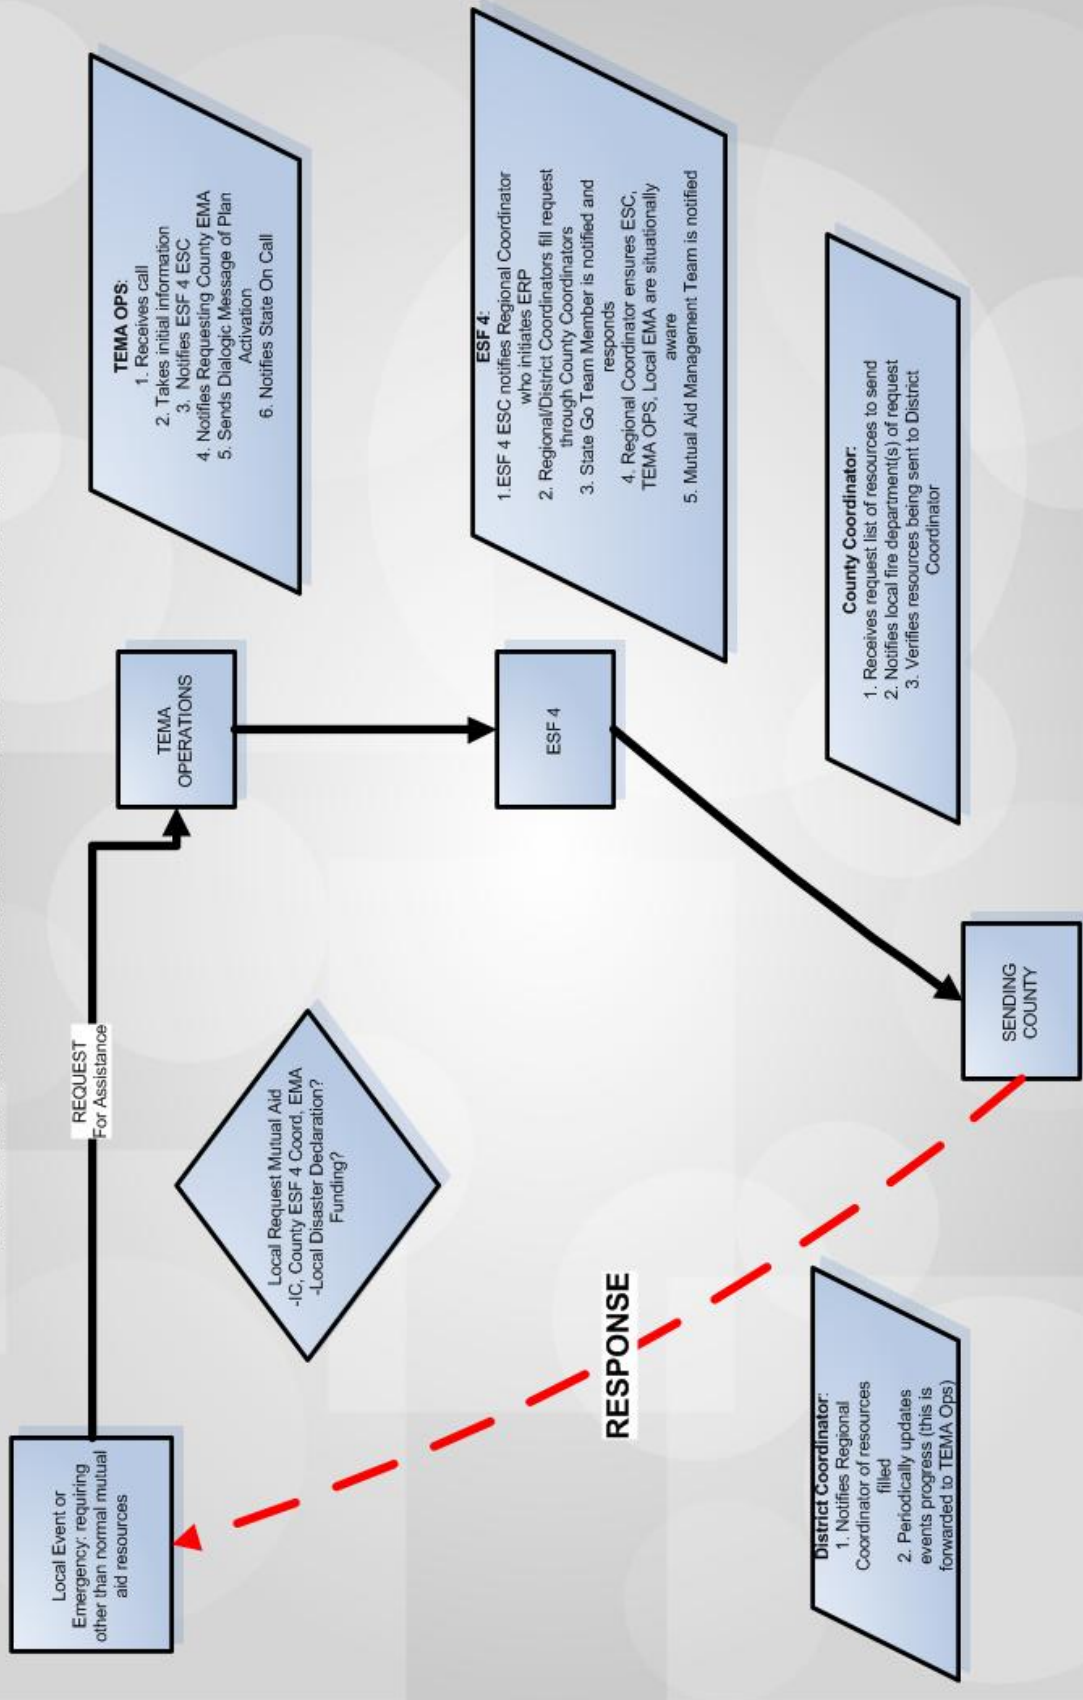 Local Event or
Emergency: requiring
other than normal mutual
aid resources
REQUEST
For Assistance
TEMA
OPERATIONS
TEMA OPS:
1. Receives call
2. Takes initial information
3. Notifies ESF 4 ESC
4. Notifies Requesting County EMA
5. Sends Dialogic Message of Plan
Activation
6. Notifies State On Call
Local Request Mutual Aid
-IC, County ESF 4 Coord, EMA
-Local Disaster Declaration?
Funding?
ESF 4
ESF 4:
1.ESF 4 ESC notifies Regional Coordinator
who initiates ERP
2. Regional/District Coordinators fill request
through County Coordinators
3. State Go Team Member is notified and
responds
4. Regional Coordinator ensures ESC,
TEMA OPS, Local EMA are situationally
aware
5. Mutual Aid Management Team is notified
RESPONSE
District Coordinator:
1. Notifies Regional
Coordinator of resources
filled
2. Periodically updates
events progress (this is
forwarded to TEMA Ops)
SENDING
COUNTY
County Coordinator:
1. Receives request list of resources to send
2. Notifies local fire department(s) of request
3. Verifies resources being sent to District
Coordinator